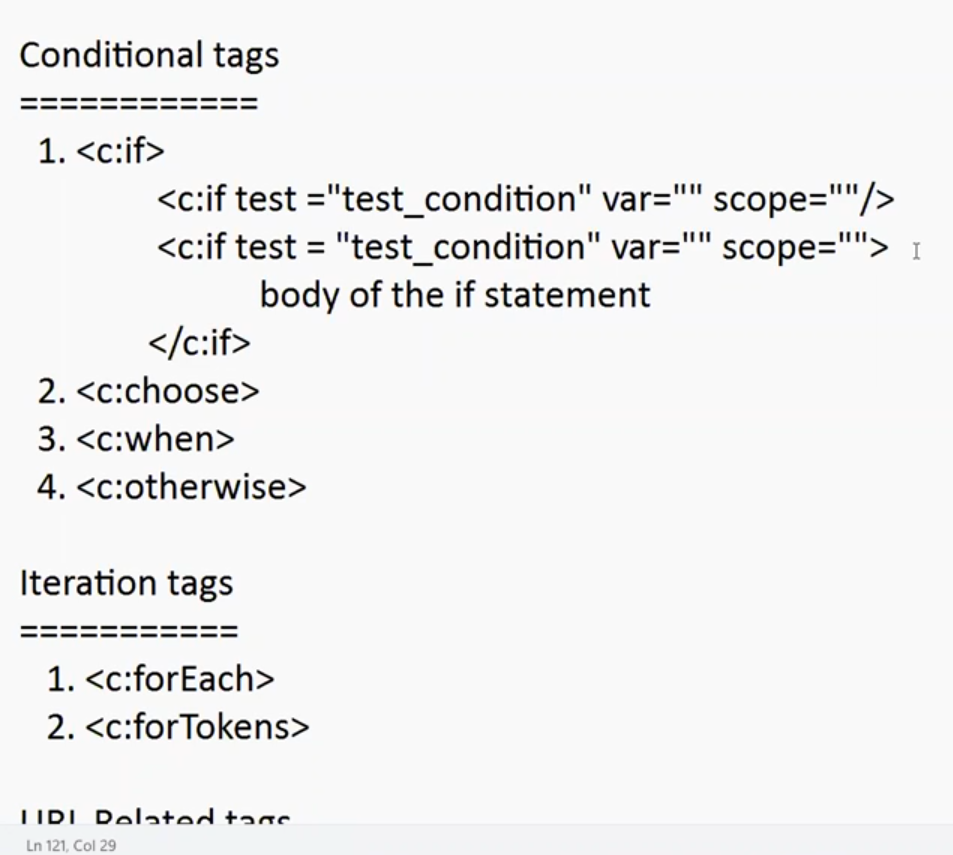 Conditional tags
============
1. <c:if>
<c:if test ="test_condition" var="" scope=""/>
<c:if test = "test_condition" var="" scope="">
body of the if statement
</c:if>
2. <c:choose>
3. <c:when>
4. <c:otherwise>
Iteration tags
===========
1. <c:forEach>
2. <c:forTokens>
URL Related tags
Ln 121, Col 29